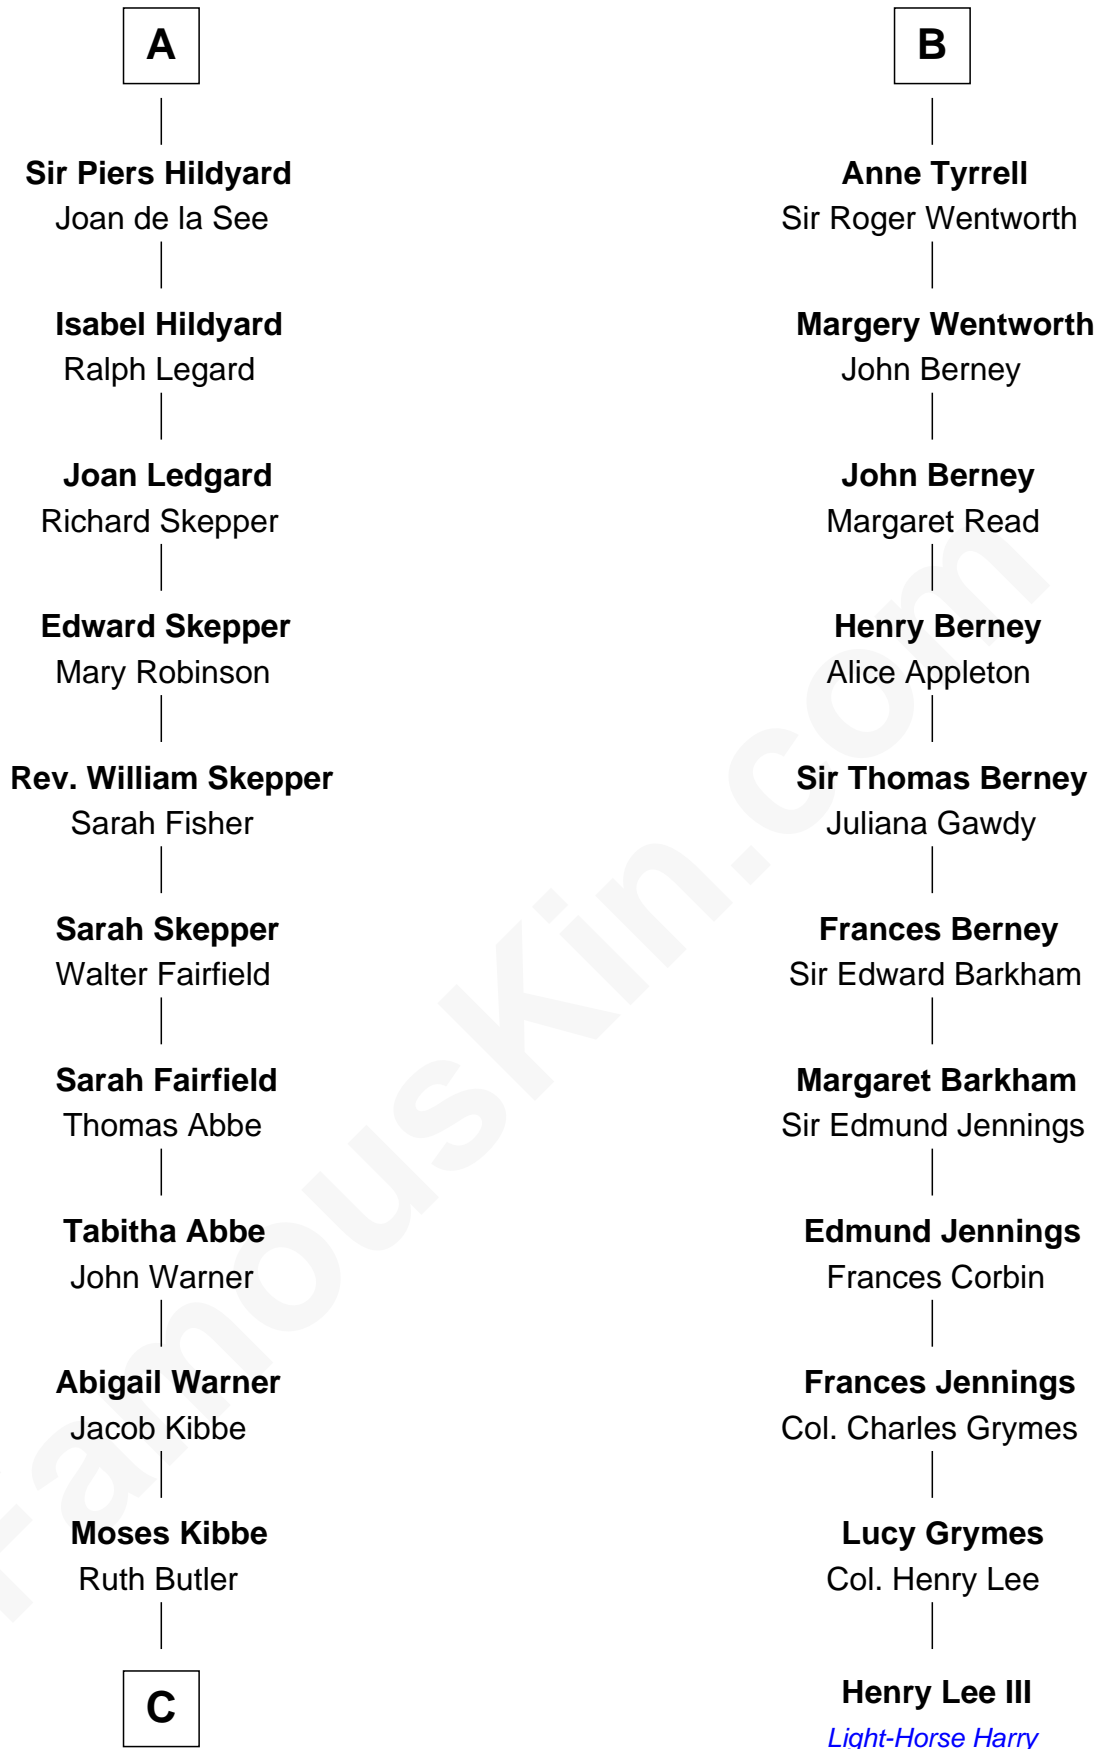 A
Sir Piers Hildyard
Joan de la See
Isabel Hildyard
Ralph Legard
Joan Ledgard
Richard Skepper
Edward Skepper
Mary Robinson
Rev. William Skepper
Sarah Fisher
Sarah Skepper
Walter Fairfield
Sarah Fairfield
Thomas Abbe
Tabitha Abbe
John Warner
Abigail Warner
Jacob Kibbe
Moses Kibbe
Ruth Butler
C
B
Anne Tyrrell
Sir Roger Wentworth
Margery Wentworth
John Berney
John Berney
Margaret Read
Henry Berney
Alice Appleton
Sir Thomas Berney
Juliana Gawdy
Frances Berney
Sir Edward Barkham
Margaret Barkham
Sir Edmund Jennings
Edmund Jennings
Frances Corbin
Frances Jennings
Col. Charles Grymes
Lucy Grymes
Col. Henry Lee
Henry Lee III
Light-Horse Harry
FamousKin.com